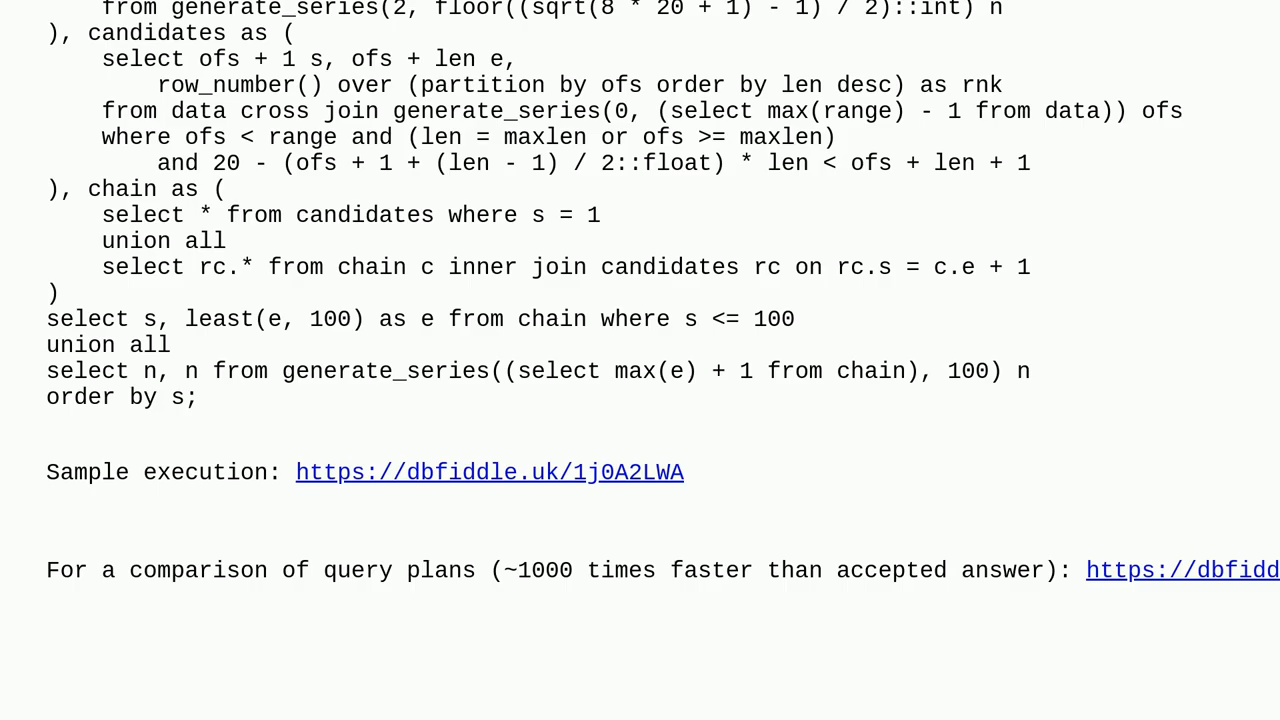 from generate_series(2, floor((sqrt(8 * 20 + 1) - 1) / 2)::int) n
), candidates as (
select ofs + 1 s, ofs + len e,
row_number() over (partition by ofs order by len desc) as rnk
from data cross join generate_series(0, (select max(range) - 1 from data)) ofs
where ofs < range and (len = maxlen or ofs >= maxlen)
and 20 - (ofs + 1 + (len - 1) / 2::float) * len < ofs + len + 1
), chain as (
select * from candidates where s = 1
union all
select rc.* from chain c inner join candidates rc on rc.s = c.e + 1
)
select s, least(e, 100) as e from chain where s <= 100
union all
select n, n from generate_series((select max(e) + 1 from chain), 100) n
order by s;
Sample execution: https://dbfiddle.uk/1j0A2LWA
For a comparison of query plans (~1000 times faster than accepted answer): https://dbfidd